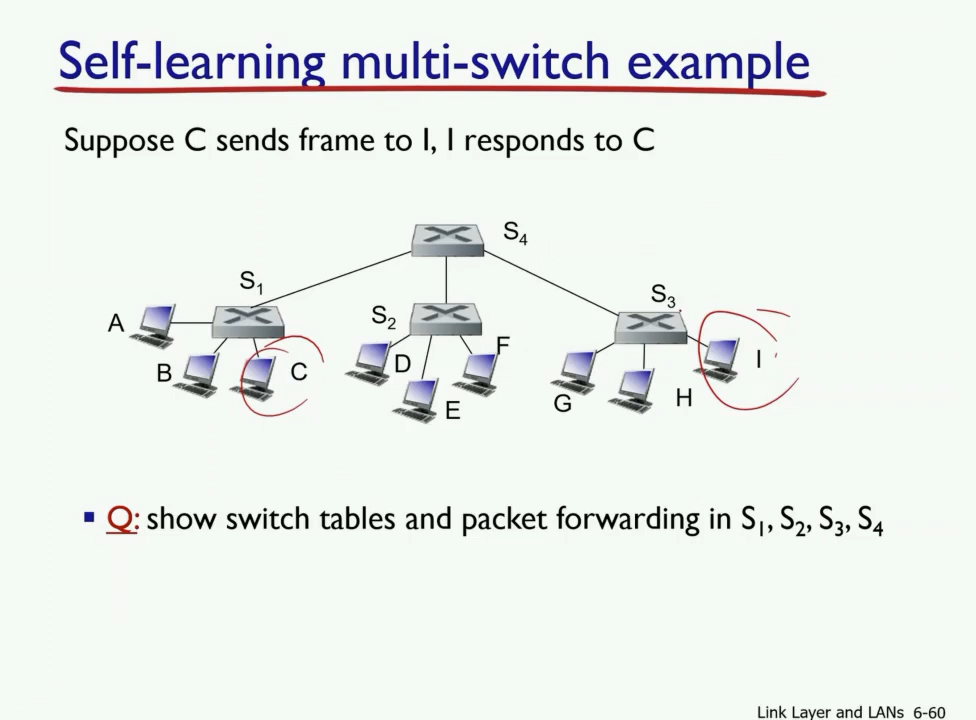 Self-learning multi-switch example
Suppose C sends frame to I, I responds to C
S4
S1
S3
S2
A
F
B
C
D
I
E
G
H
▪ Q: show switch tables and packet forwarding in S1, S2, S3, S4
Link Layer and LANs 6-60